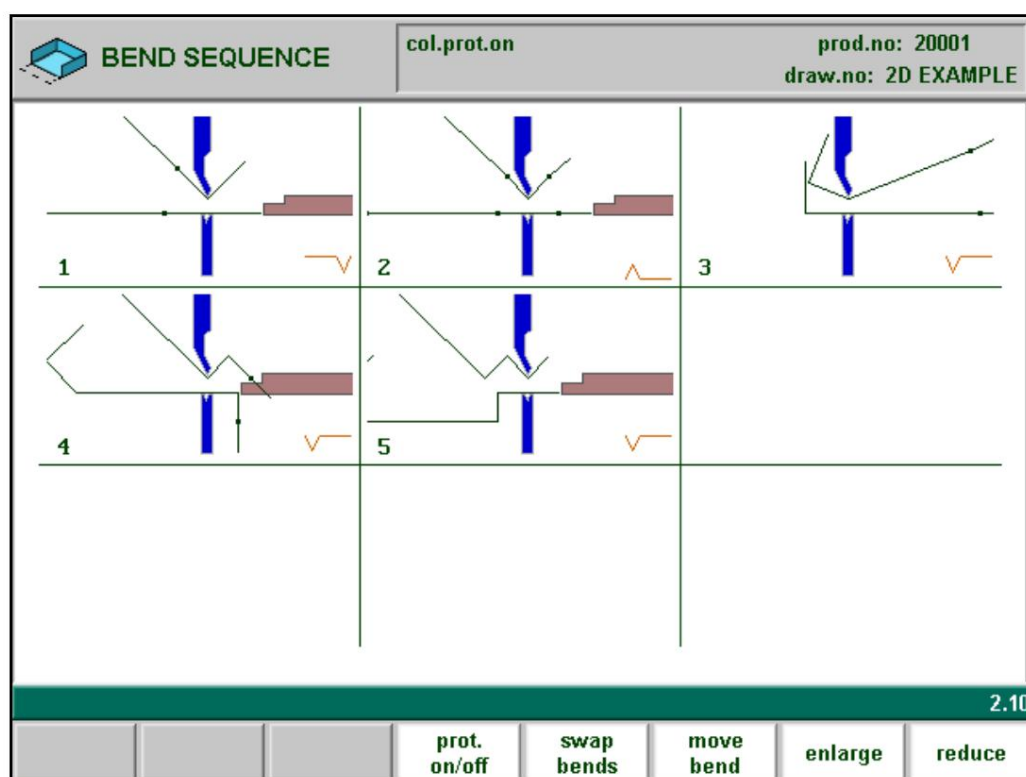 BEND SEQUENCE
col.prot.on
prod.no: 20001
draw.no: 2D EXAMPLE
1
2
3
4
5
2.10
prot.
on/off
swap
bends
move
bend
enlarge
reduce